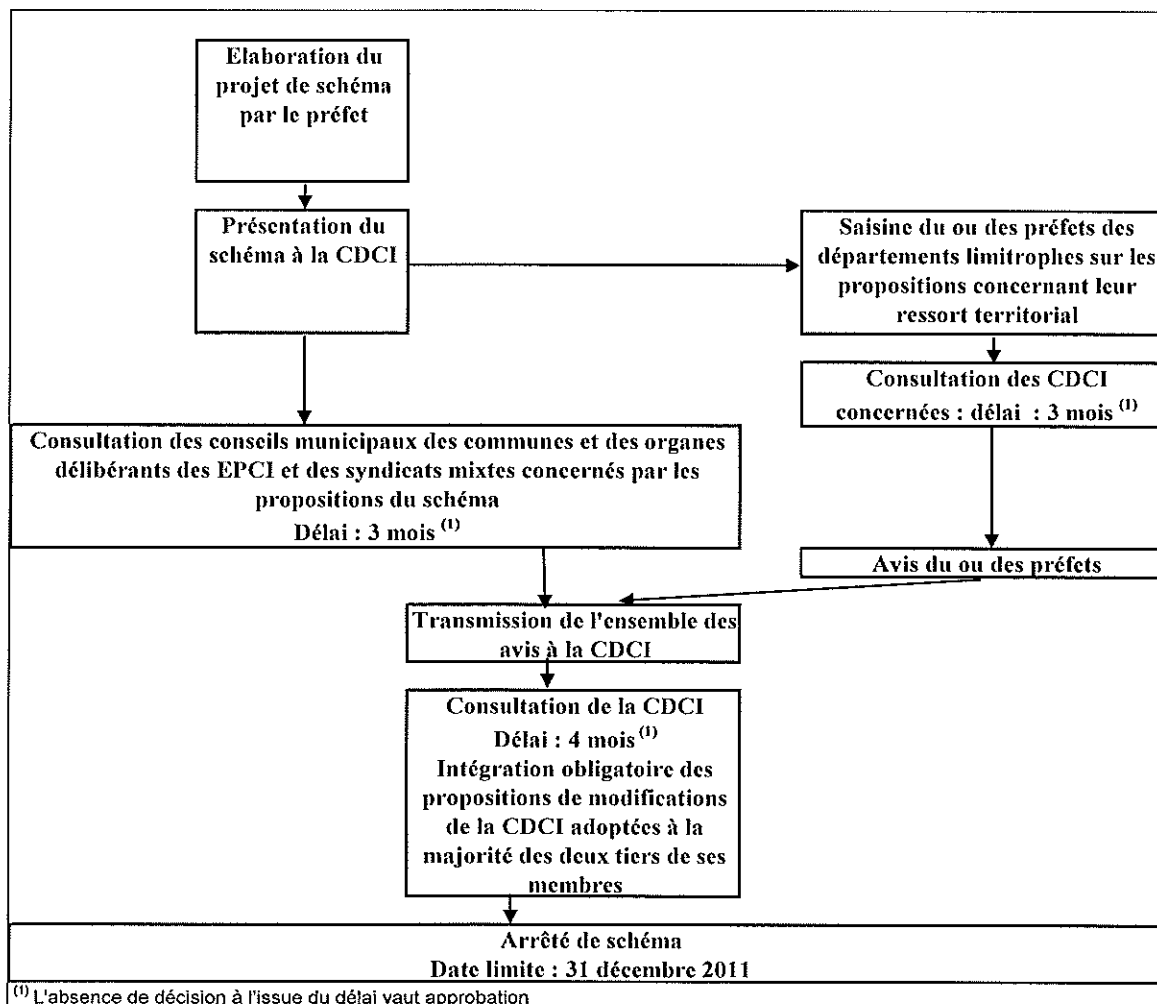 Elaboration du
projet de schéma
par le préfet
Présentation du
schéma à la CDCI
Saisine du ou des préfets des
départements limitrophes sur les
propositions concernant leur
ressort territorial
Consultation des CDCI
concernées : délai : 3 mois (1)
Consultation des conseils municipaux des communes et des organes
délibérants des EPCI et des syndicats mixtes concernés par les
propositions du schéma
Délai : 3 mois (1)
Avis du ou des préfets
Transmission de l'ensemble des
avis à la CDCI
Consultation de la CDCI
Délai : 4 mois (1)
Intégration obligatoire des
propositions de modifications
de la CDCI adoptées à la
majorité des deux tiers de ses
membres
Arrêté de schéma
Date limite : 31 décembre 2011
(1) L'absence de décision à l'issue du délai vaut approbation